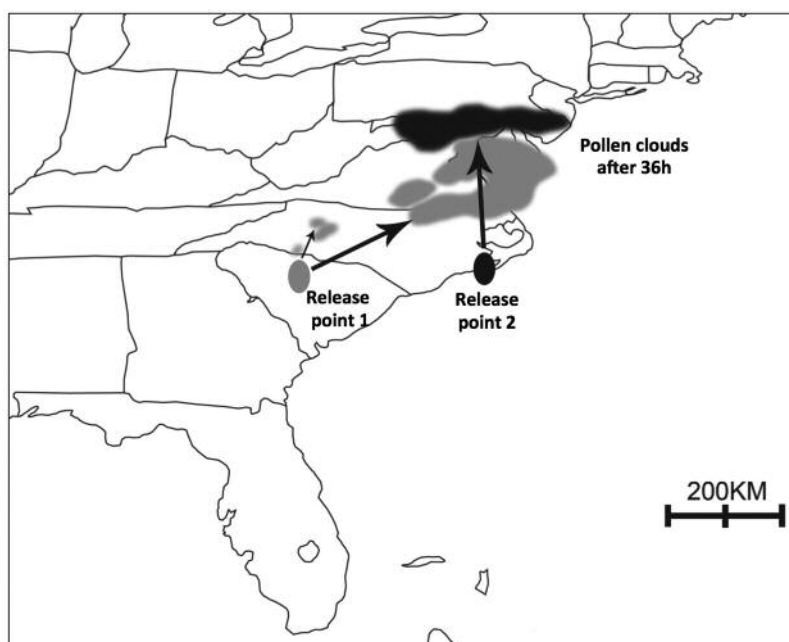 Pollen clouds
after 36h
Release
point 1
Release
point 2
200KM